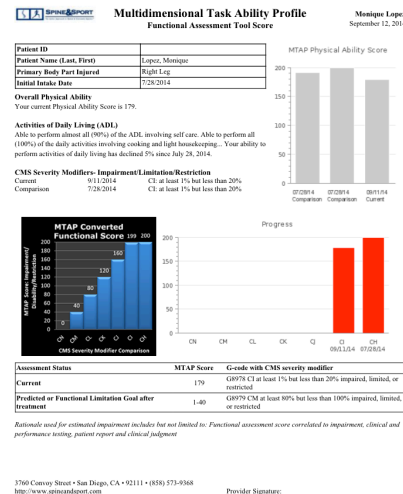 SPINE&SPORT
Multidimensional Task Ability Profile
Functional Assessment Tool Score
Monique Lope
September 12, 201
Patient ID
Patient Name (Last, First) Lopez, Monique
Primary Body Part Injured Right Leg
Initial Intake Date 7/28/2014
Overall Physical Ability
Your current Physical Ability Score is 179.
Activities of Daily Living (ADL)
Able to perform almost all (90%) of the ADL involving self care. Able to perform all
(100%) of the daily activities involving cooking and light housekeeping... Your ability to
perform activities of daily living has declined 5% since July 28, 2014.
CMS Severity Modifiers- Impairment/Limitation/Restriction
Current 9/11/2014 CI: at least 1% but less than 20%
Comparison 7/28/2014 CI: at least 1% but less than 20%
MTAP Physical Ability Score
200
150
100
50
0
07/28/14 07/28/14 09/11/14
Comparison Comparison Current
MTAP Converted
Functional Score
199 200
200
180
160
140
120
100
80
60
40
20
0
0
40
80
120
160
MTAP Score: Impairment/
Disability/Restriction
CN CM CL CK CJ CI CH
CMS Severity Modifier Comparison
Progress
200
150
100
50
0
CN CM CL CK CJ CI CH
09/11/14 07/28/14
Assessment Status MTAP Score G-code with CMS severity modifier
Current 179 G8978 CI at least 1% but less than 20% impaired, limited, or
restricted
Predicted or Functional Limitation Goal after
treatment
1-40
G8979 CM at least 80% but less than 100% impaired, limited,
or restricted
Rationale used for estimated impairment includes but not limited to: Functional assessment score correlated to impairment, clinical and
performance testing, patient report and clinical judgment
3760 Convoy Street • San Diego, CA • 92111 • (858) 573-9368
http://www.spineandsport.com Provider Signature: